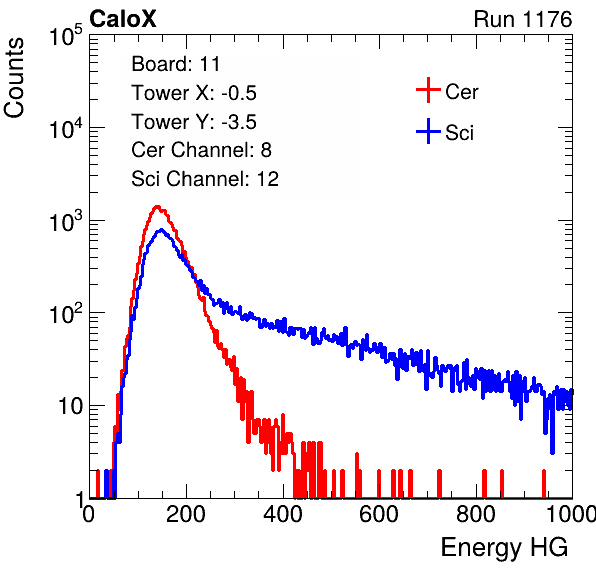 CaloX Run 1176
Counts
10^5
10^4
10^3
10^2
10
1
Board: 11
Tower X: -0.5
Tower Y: -3.5
Cer Channel: 8
Sci Channel: 12
Cer
Sci
0 200 400 600 800 1000
Energy HG